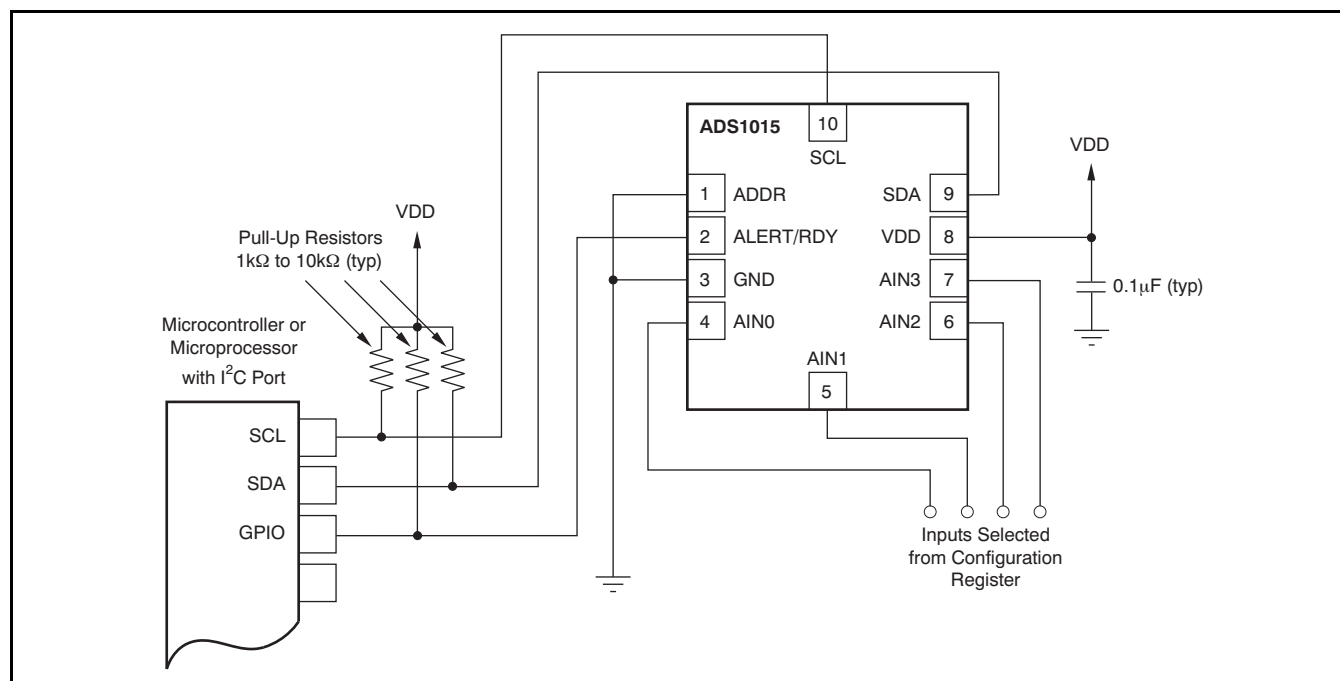 ADS1015
10
SCL
1 ADDR
2 ALERT/RDY
3 GND
4 AIN0
SDA 9
VDD 8
AIN3 7
AIN2 6
AIN1
5
VDD
0.1μF (typ)
VDD
Pull-Up Resistors
1kΩ to 10kΩ (typ)
Microcontroller or
Microprocessor
with I²C Port
SCL
SDA
GPIO
Inputs Selected
from Configuration
Register